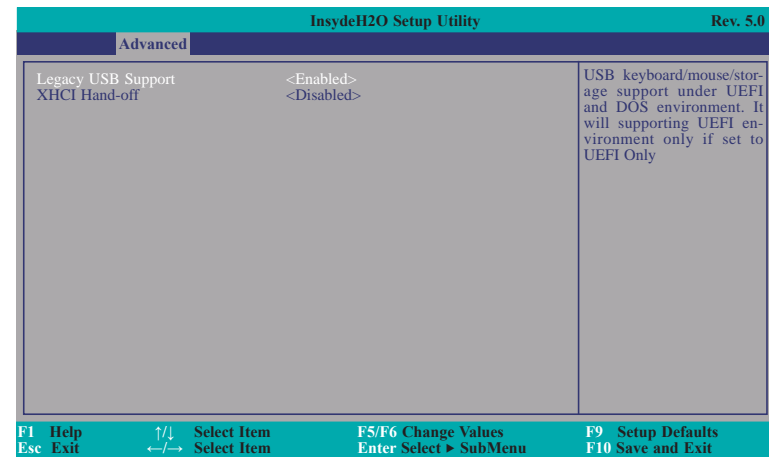 InsydeH2O Setup Utility Rev. 5.0
Advanced
Legacy USB Support <Enabled>
XHCI Hand-off <Disabled>
USB keyboard/mouse/stor-
age support under UEFI
and DOS environment. It
will supporting UEFI en-
vironment only if set to
UEFI Only
F1 Help ↑/↓ Select Item F5/F6 Change Values F9 Setup Defaults
Esc Exit ←/→ Select Item Enter Select ▶ SubMenu F10 Save and Exit